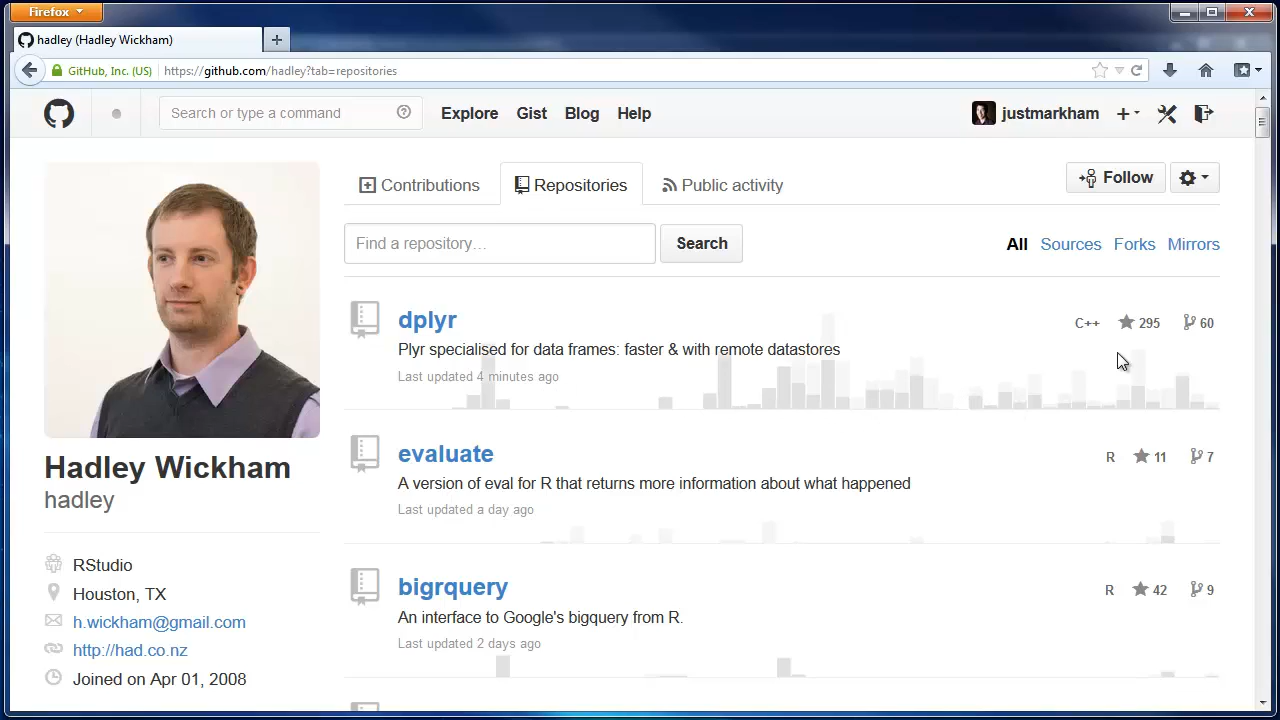 Firefox
hadley (Hadley Wickham)
GitHub, Inc. (US) https://github.com/hadley?tab=repositories
Search or type a command
Explore Gist Blog Help
justmarkham
Contributions Repositories Public activity
Follow
Find a repository…
Search
All Sources Forks Mirrors
dplyr
C++ 295 60
Plyr specialised for data frames: faster & with remote datastores
Last updated 4 minutes ago
evaluate
R 11 7
A version of eval for R that returns more information about what happened
Last updated a day ago
bigrquery
R 42 9
An interface to Google's bigquery from R.
Last updated 2 days ago
Hadley Wickham
hadley
RStudio
Houston, TX
h.wickham@gmail.com
http://had.co.nz
Joined on Apr 01, 2008